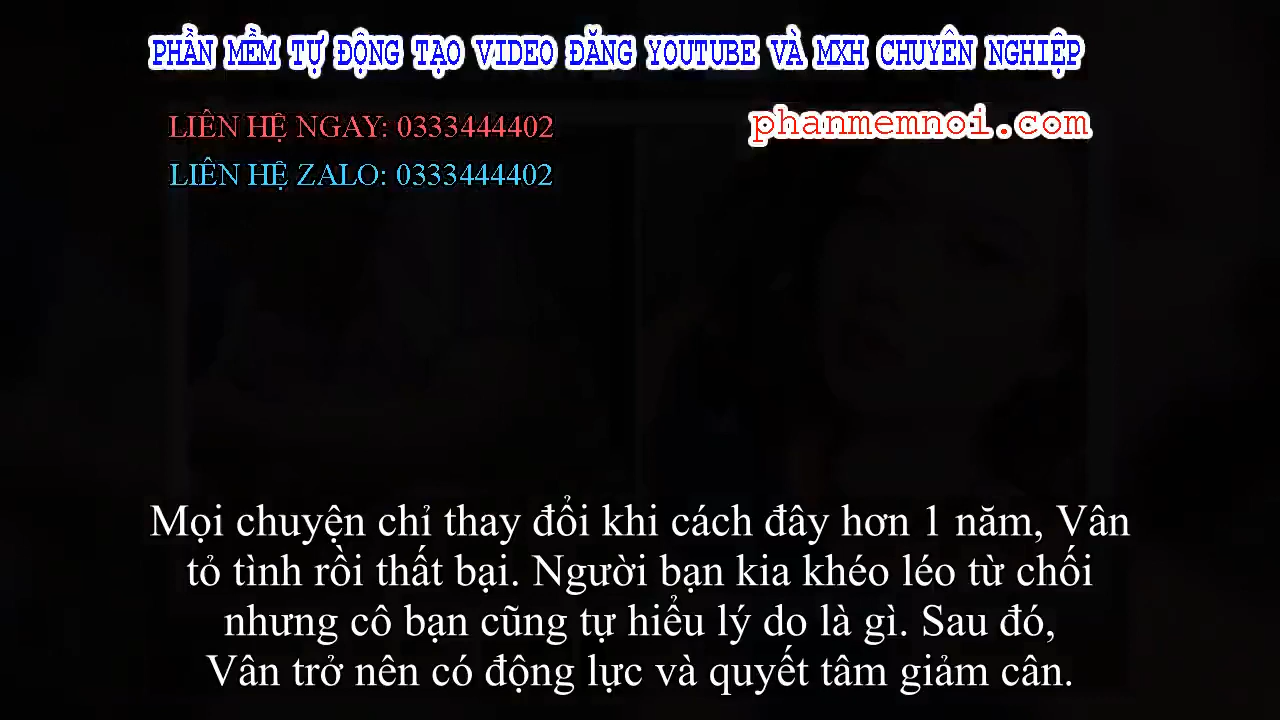 PHẦN MỀM TỰ ĐỘNG TẠO VIDEO ĐĂNG YOUTUBE VÀ MXH CHUYÊN NGHIỆP
LIÊN HỆ NGAY: 0333444402
phanmemnoi.com
LIÊN HỆ ZALO: 0333444402
Mọi chuyện chỉ thay đổi khi cách đây hơn 1 năm, Vân
tỏ tình rồi thất bại. Người bạn kia khéo léo từ chối
nhưng cô bạn cũng tự hiểu lý do là gì. Sau đó,
Vân trở nên có động lực và quyết tâm giảm cân.